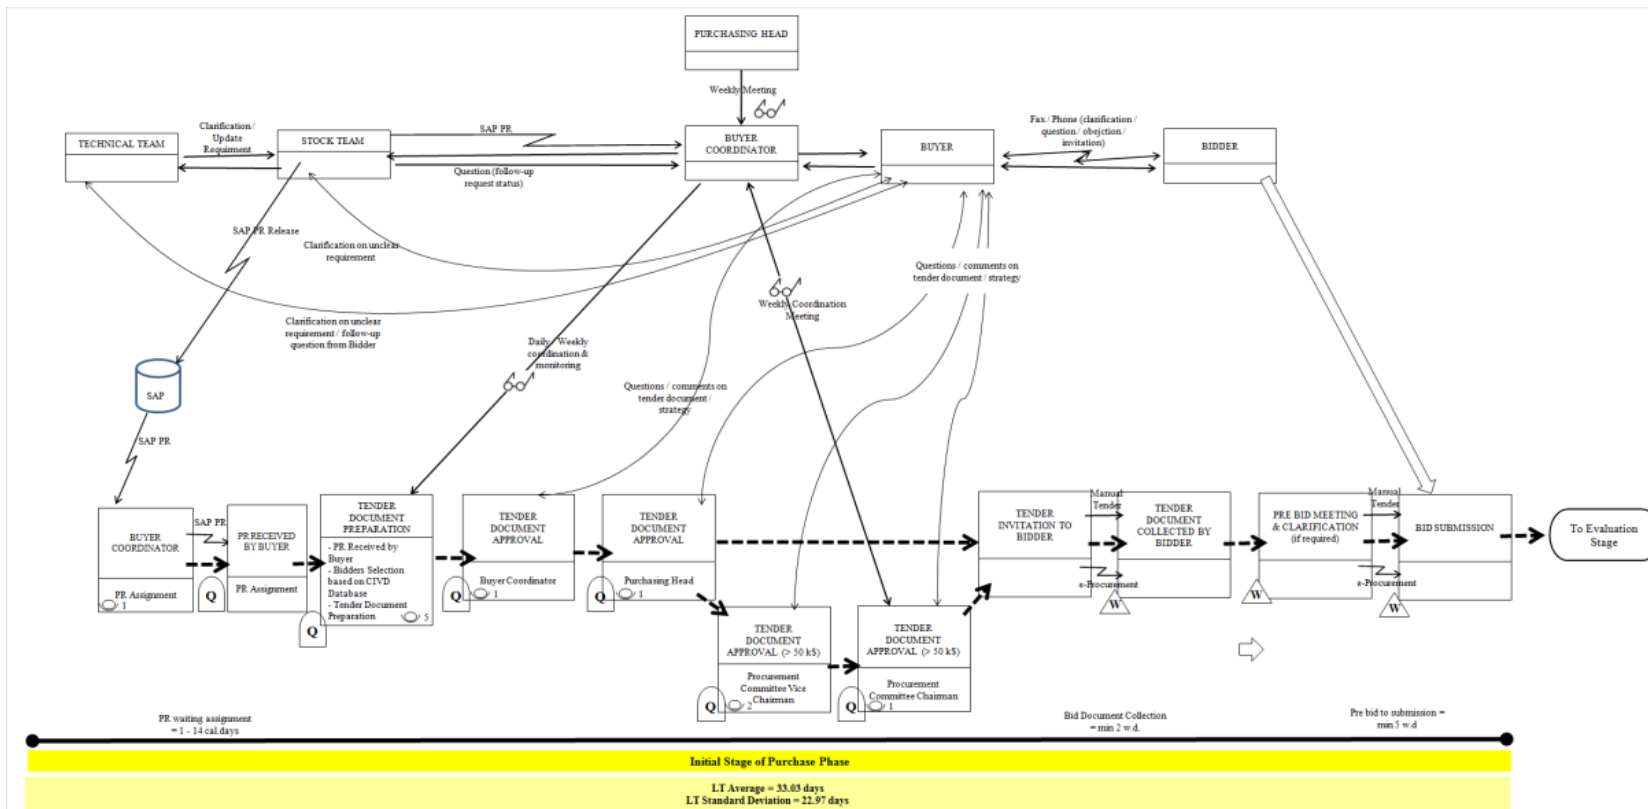 PURCHASING HEAD
Weekly Meeting
TECHNICAL TEAM
Clarification /
Update
Requirment
STOCK TEAM
SAP PR
Question (follow-up
request status)
BUYER
COORDINATOR
BUYER
Fax / Phone (clarification /
question / obejction /
invitation)
BIDDER
SAP PR Release
Clarification on unclear
requirement
Clarification on unclear
requirement / follow-up
question from Bidder
Questions / comments on
tender document / strategy
Weekly Coordination
Meeting
Daily / Weekly
coordination &
monitoring
Questions / comments on
tender document /
strategy
SAP
SAP PR
BUYER
COORDINATOR
PR Assignment
1
SAP PR
Q
PR RECEIVED
BY BUYER
PR Assignment
Q
TENDER
DOCUMENT
PREPARATION
- PR Received by
Buyer
- Bidders Selection
based on CIVD
Database
- Tender Document
Preparation
5
Q
TENDER
DOCUMENT
APPROVAL
Buyer Coordinator
1
Q
TENDER
DOCUMENT
APPROVAL
Purchasing Head
1
Q
TENDER
DOCUMENT
APPROVAL (> 50 k$)
Procurement
Committee Vice
Chairman
2
Q
TENDER
DOCUMENT
APPROVAL (> 50 k$)
Procurement
Committee Chairman
1
TENDER
INVITATION TO
BIDDER
Manual
Tender
e-Procurement
W
TENDER
DOCUMENT
COLLECTED BY
BIDDER
W
PRE BID MEETING
& CLARIFICATION
(if required)
Manual
Tender
e-Procurement
W
BID SUBMISSION
To Evaluation
Stage
PR waiting assignment
= 1 - 14 cal.days
Bid Document Collection
= min 2 w.d.
Pre bid to submission =
min 5 w.d
Initial Stage of Purchase Phase
LT Average = 33.03 days
LT Standard Deviation = 22.97 days